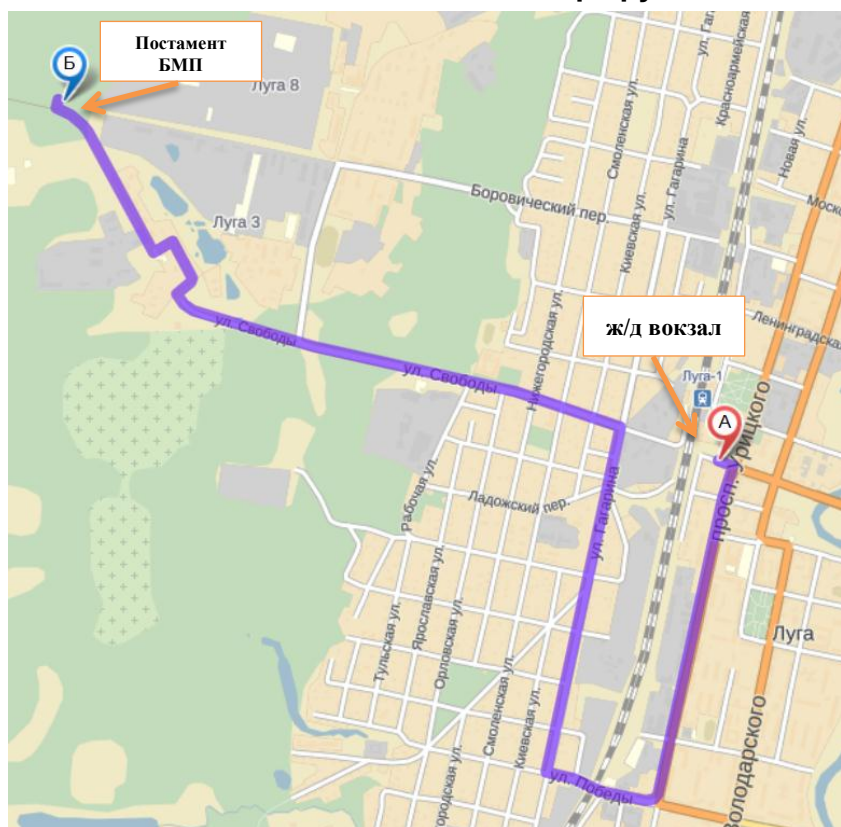 Постамент
БМП
Б
Луга 8
ул. Гагарина
Красноармейская
Смоленская ул.
ул. Гагарина
Новая ул.
Боровический пер.
Киевская ул.
Луга 3
ж/д вокзал
Ленинградская
ул. Свободы
ул. Свободы
Нижегородская ул.
Луга-1
А
просп. Урицкого
Рабочая ул.
Ладожский пер.
ул. Гагарина
Тульская ул.
Ярославская ул.
Орловская ул.
Луга
Смоленская ул.
Киевская ул.
ул. Победы
Володарского